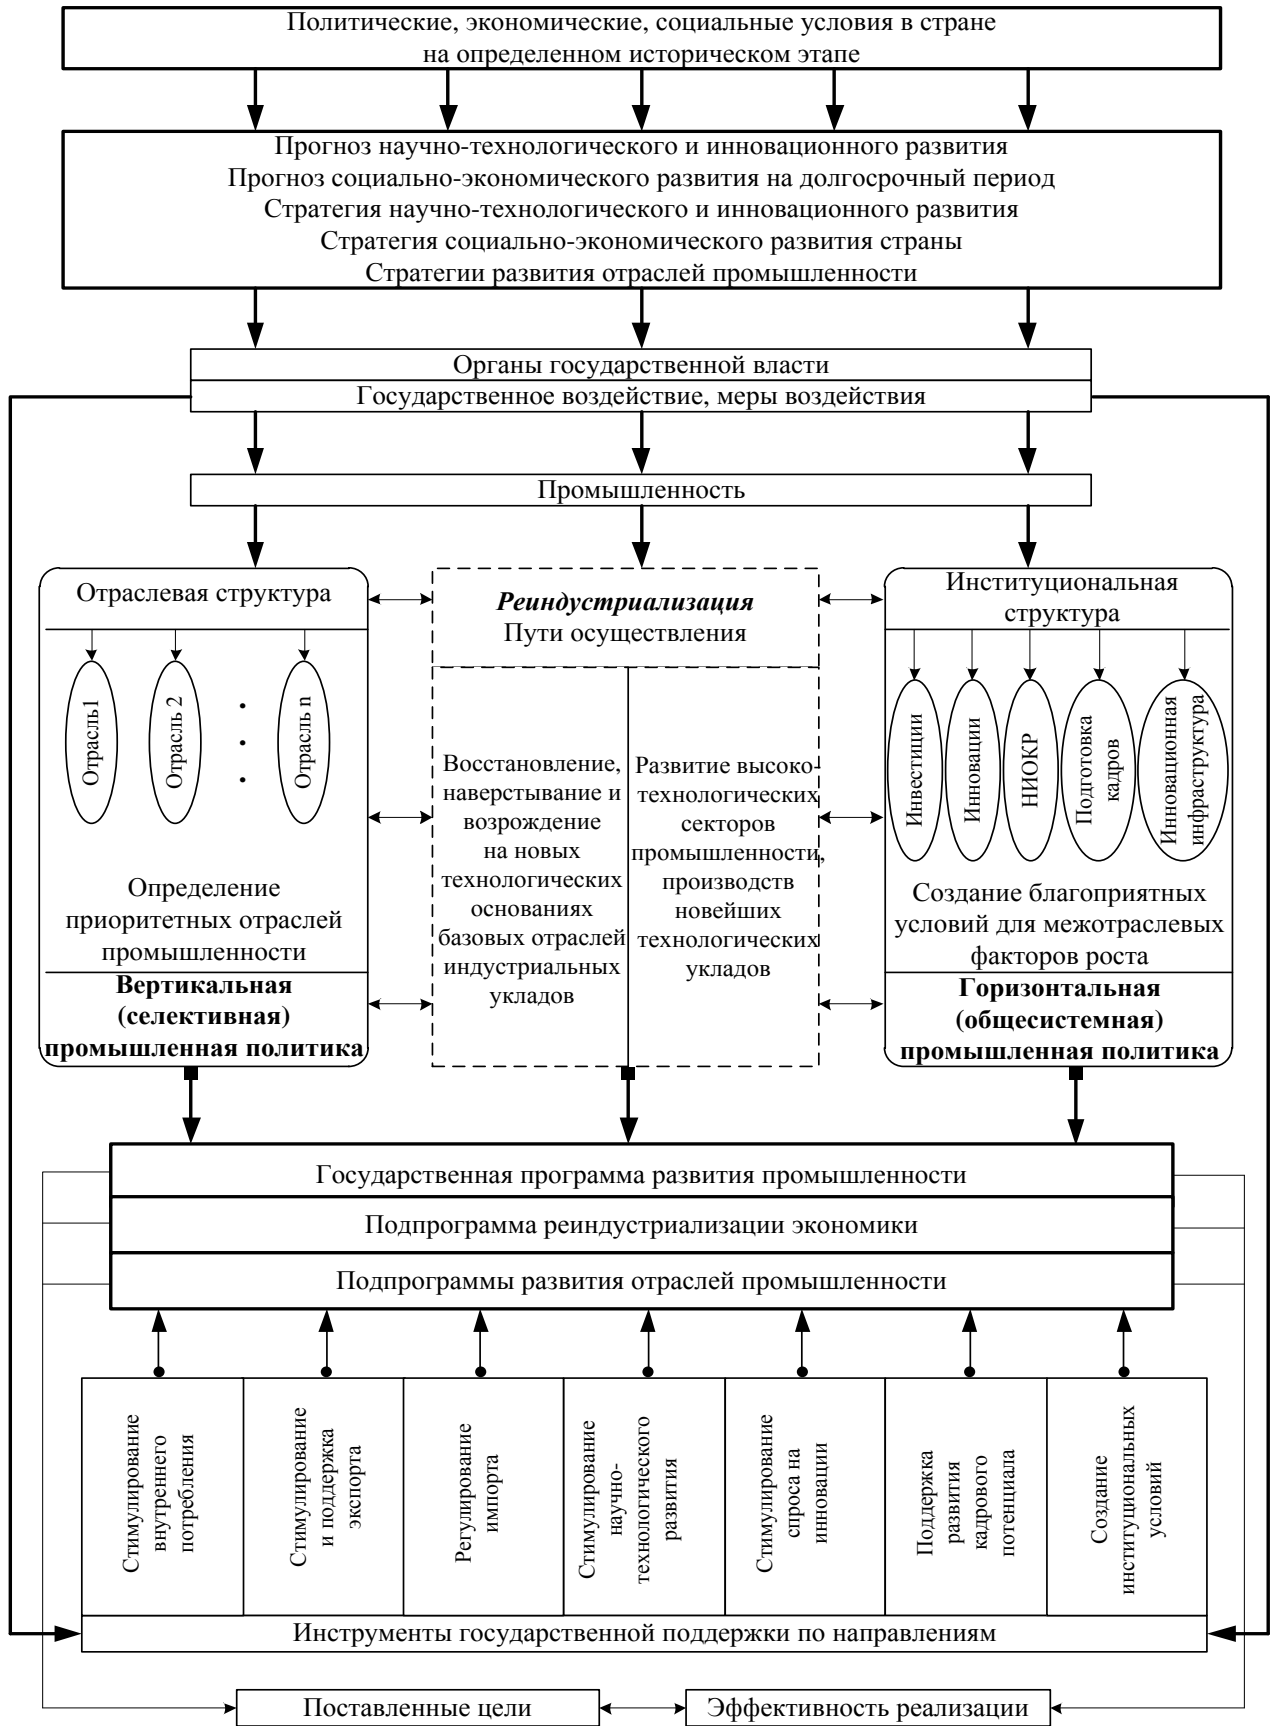 Политические, экономические, социальные условия в стране
на определенном историческом этапе
Прогноз научно-технологического и инновационного развития
Прогноз социально-экономического развития на долгосрочный период
Стратегия научно-технологического и инновационного развития
Стратегия социально-экономического развития страны
Стратегии развития отраслей промышленности
Органы государственной власти
Государственное воздействие, меры воздействия
Промышленность
Отраслевая структура
Отрасль1
Отрасль 2
Отрасль n
Определение
приоритетных отраслей
промышленности
Вертикальная
(селективная)
промышленная политика
Реиндустриализация
Пути осуществления
Восстановление,
наверстывание и
возрождение
на новых
технологических
основаниях
базовых отраслей
индустриальных
укладов
Развитие высоко-
технологических
секторов
промышленности,
производств
новейших
технологических
укладов
Институциональная
структура
Инвестиции
Инновации
НИОКР
Подготовка
кадров
Инновационная
инфраструктура
Создание благоприятных
условий для межотраслевых
факторов роста
Горизонтальная
(общесистемная)
промышленная политика
Государственная программа развития промышленности
Подпрограмма реиндустриализации экономики
Подпрограммы развития отраслей промышленности
Стимулирование
внутреннего
потребления
Стимулирование
и поддержка
экспорта
Регулирование
импорта
Стимулирование
научно-
технологического
развития
Стимулирование
спроса на
инновации
Поддержка
развития
кадрового
потенциала
Создание
институциональных
условий
Инструменты государственной поддержки по направлениям
Поставленные цели
Эффективность реализации